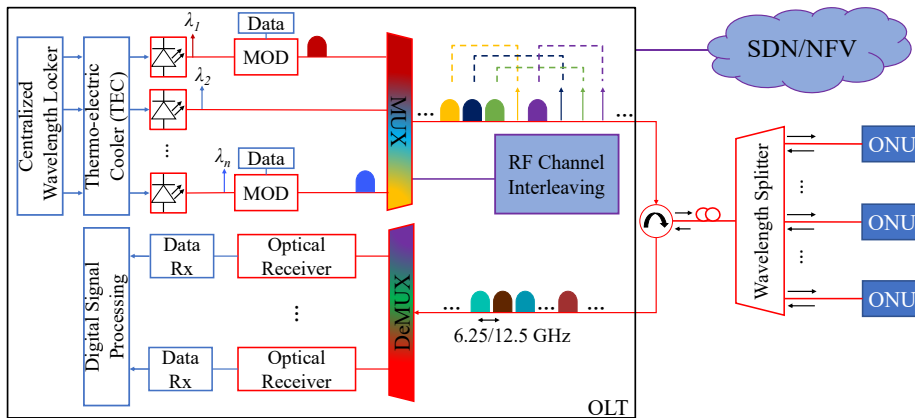 Centralized
Wavelength Locker
Thermo-electric
Cooler (TEC)
λ1
Data
MOD
λ2
...
λn
Data
MOD
MUX
...
...
RF Channel
Interleaving
SDN/NFV
Wavelength Splitter
ONU
...
ONU
...
ONU
Digital Signal
Processing
Data
Rx
Optical
Receiver
...
Data
Rx
Optical
Receiver
DeMUX
...
...
...
6.25/12.5 GHz
OLT